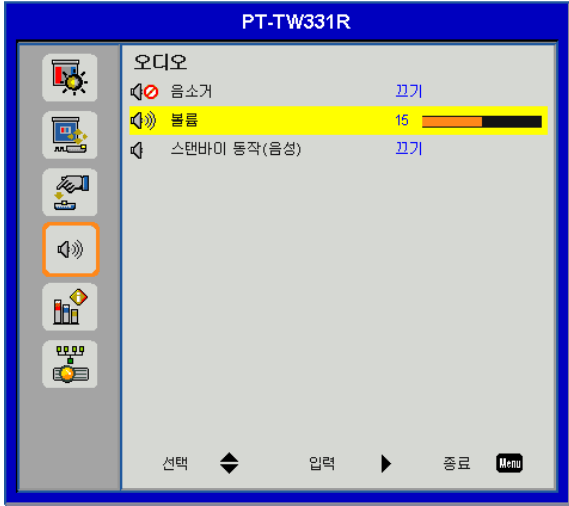 PT-TW331R
오디오
음소거 끄기
볼륨 15
스탠바이 동작(음성) 끄기
선택 입력 종료 Menu